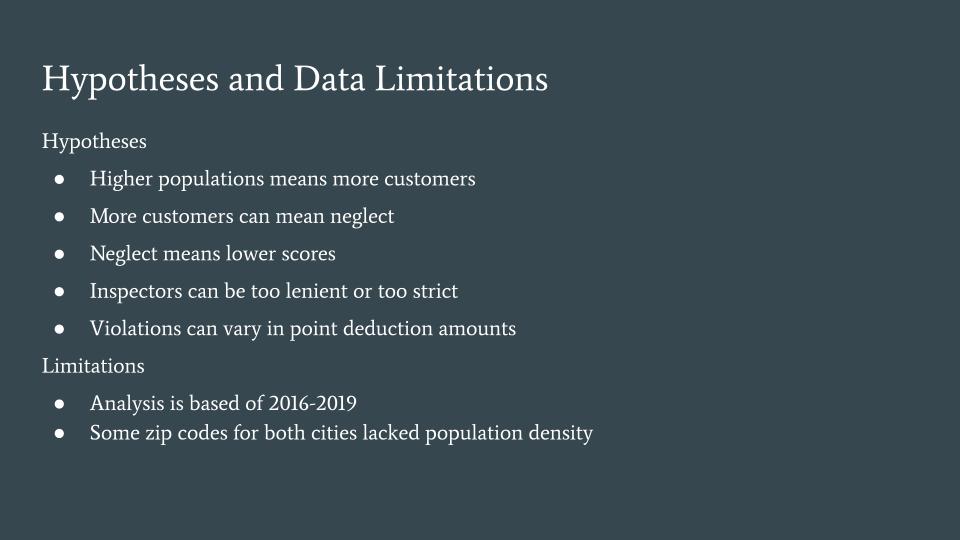 Hypotheses and Data Limitations
Hypotheses
● Higher populations means more customers
● More customers can mean neglect
● Neglect means lower scores
● Inspectors can be too lenient or too strict
● Violations can vary in point deduction amounts
Limitations
● Analysis is based of 2016-2019
● Some zip codes for both cities lacked population density